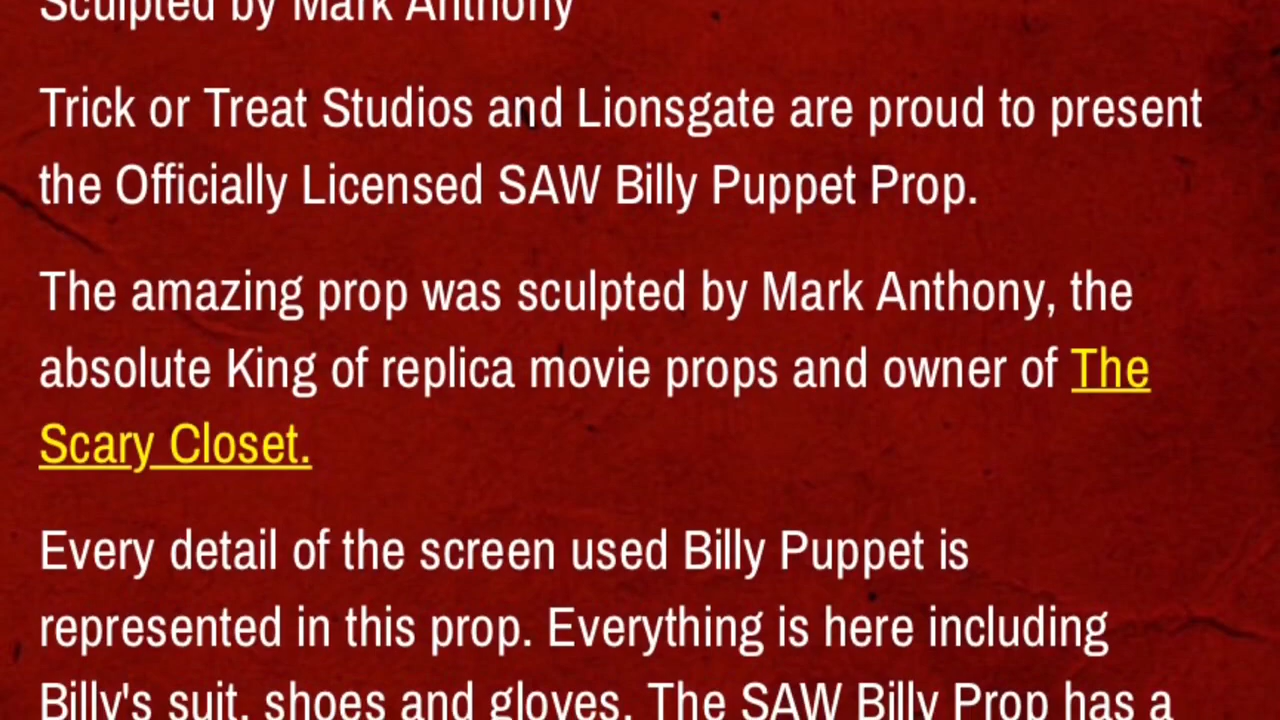 Sculpted by Mark Anthony
Trick or Treat Studios and Lionsgate are proud to present
the Officially Licensed SAW Billy Puppet Prop.
The amazing prop was sculpted by Mark Anthony, the
absolute King of replica movie props and owner of The
Scary Closet.
Every detail of the screen used Billy Puppet is
represented in this prop. Everything is here including
Billy's suit, shoes and gloves. The SAW Billy Prop has a